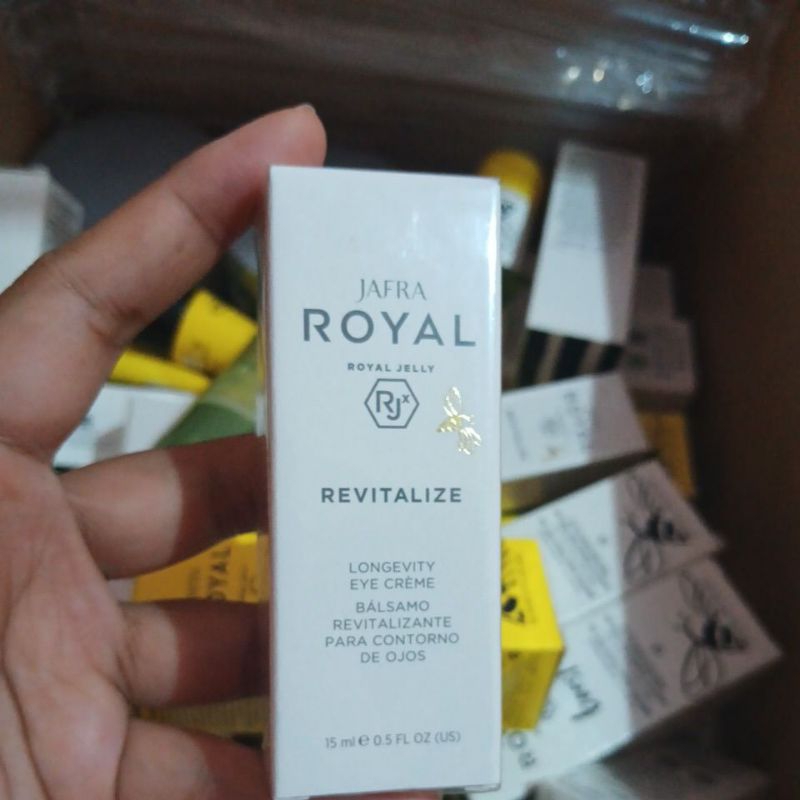 JAFRA
ROYAL
ROYAL JELLY
RJx
REVITALIZE
LONGEVITY
EYE CRÈME
BÁLSAMO
REVITALIZANTE
PARA CONTORNO
DE OJOS
15 ml e 0.5 FL OZ (US)
ROYAL